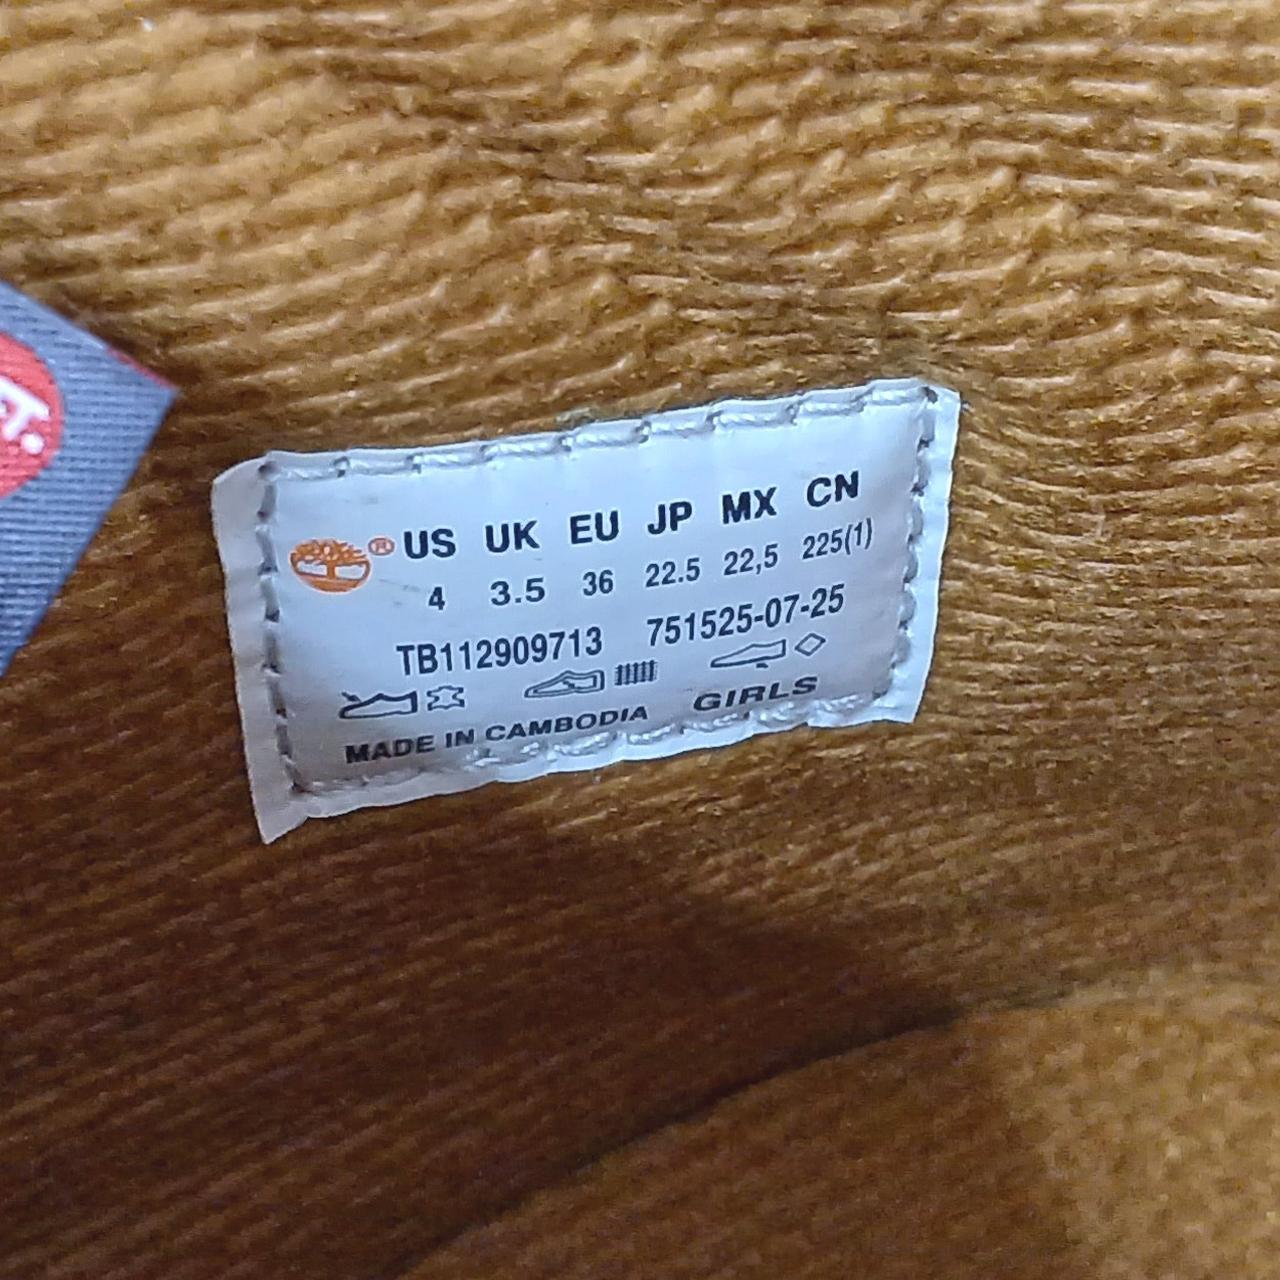 ® US UK EU JP MX CN
4 3.5 36 22.5 22,5 225(1)
TB112909713 751525-07-25
MADE IN CAMBODIA GIRLS